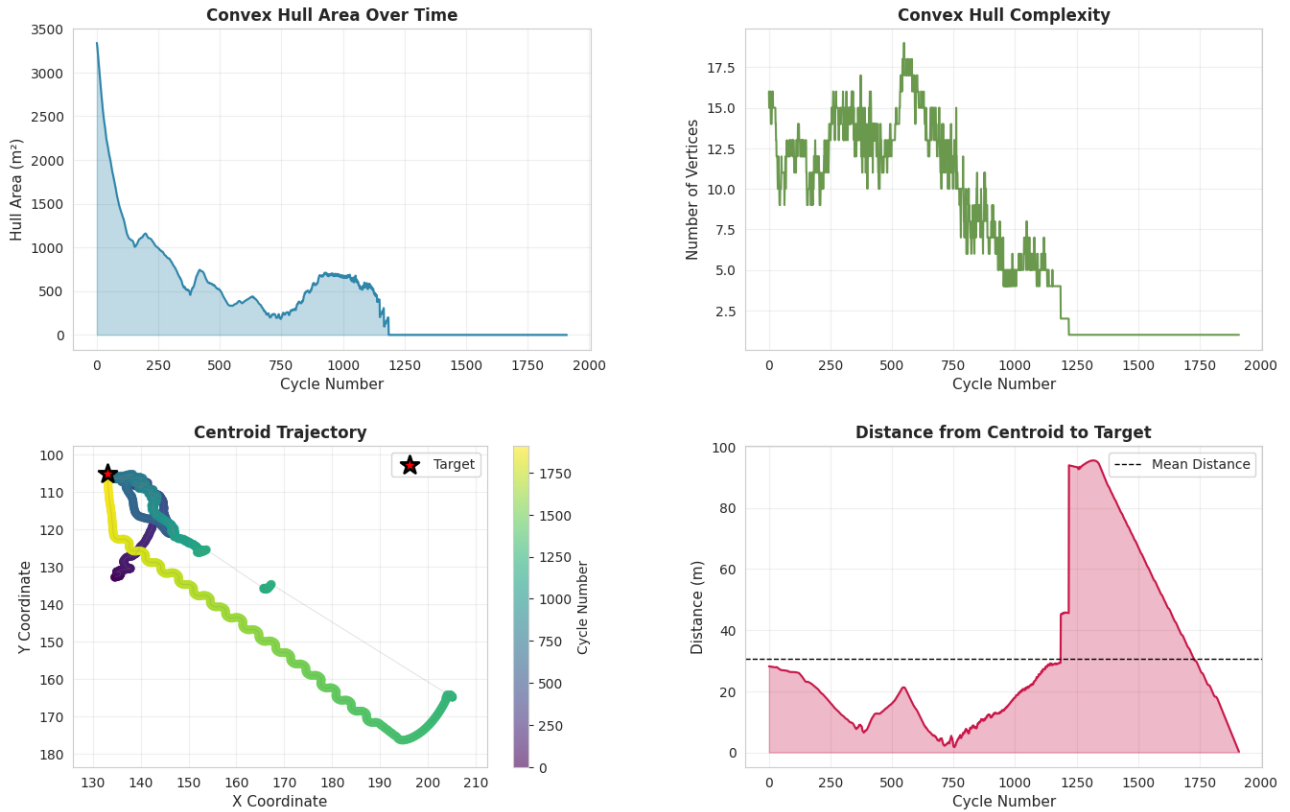 Convex Hull Area Over Time
Hull Area (m²)
3500
3000
2500
2000
1500
1000
500
0
0 250 500 750 1000 1250 1500 1750 2000
Cycle Number
Convex Hull Complexity
Number of Vertices
17.5
15.0
12.5
10.0
7.5
5.0
2.5
0 250 500 750 1000 1250 1500 1750 2000
Cycle Number
Centroid Trajectory
Target
Y Coordinate
100
110
120
130
140
150
160
170
180
130 140 150 160 170 180 190 200 210
X Coordinate
1750
1500
1250
1000
750
500
250
0
Cycle Number
Distance from Centroid to Target
Mean Distance
Distance (m)
100
80
60
40
20
0
0 250 500 750 1000 1250 1500 1750 2000
Cycle Number